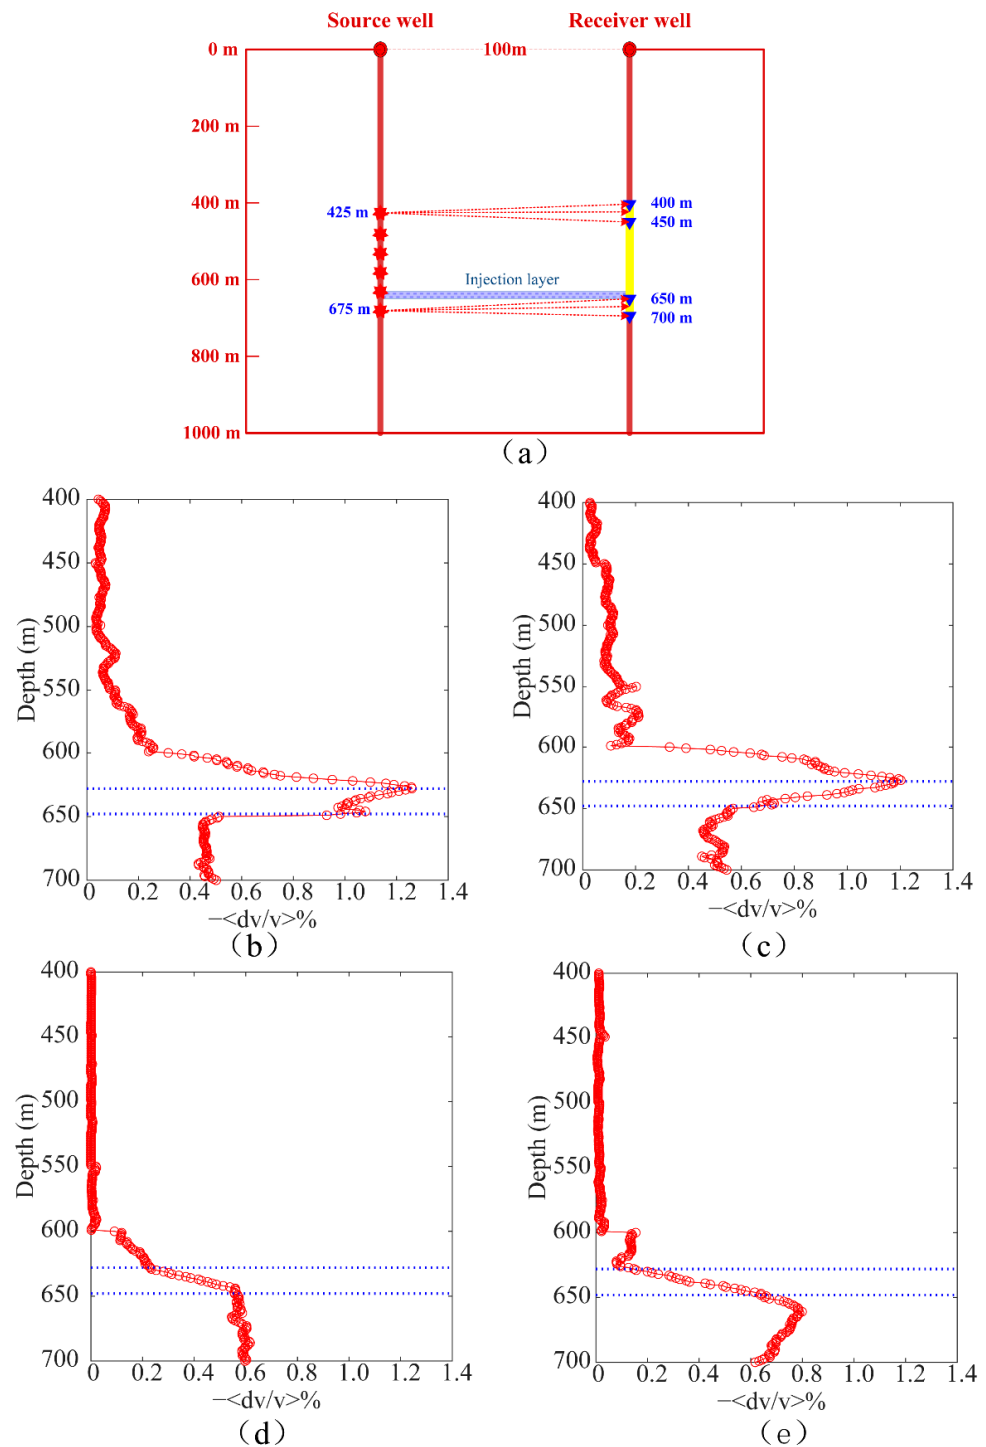 Source well
Receiver well
0 m
100m
200 m
400 m
425 m
400 m
450 m
600 m
Injection layer
675 m
650 m
700 m
800 m
1000 m
(a)
400
450
500
550
600
650
700
Depth (m)
0 0.2 0.4 0.6 0.8 1.0 1.2 1.4
−<dv/v>%
(b)
400
450
500
550
600
650
700
Depth (m)
0 0.2 0.4 0.6 0.8 1.0 1.2 1.4
−<dv/v>%
(c)
400
450
500
550
600
650
700
Depth (m)
0 0.2 0.4 0.6 0.8 1.0 1.2 1.4
−<dv/v>%
(d)
400
450
500
550
600
650
700
Depth (m)
0 0.2 0.4 0.6 0.8 1.0 1.2 1.4
−<dv/v>%
(e)